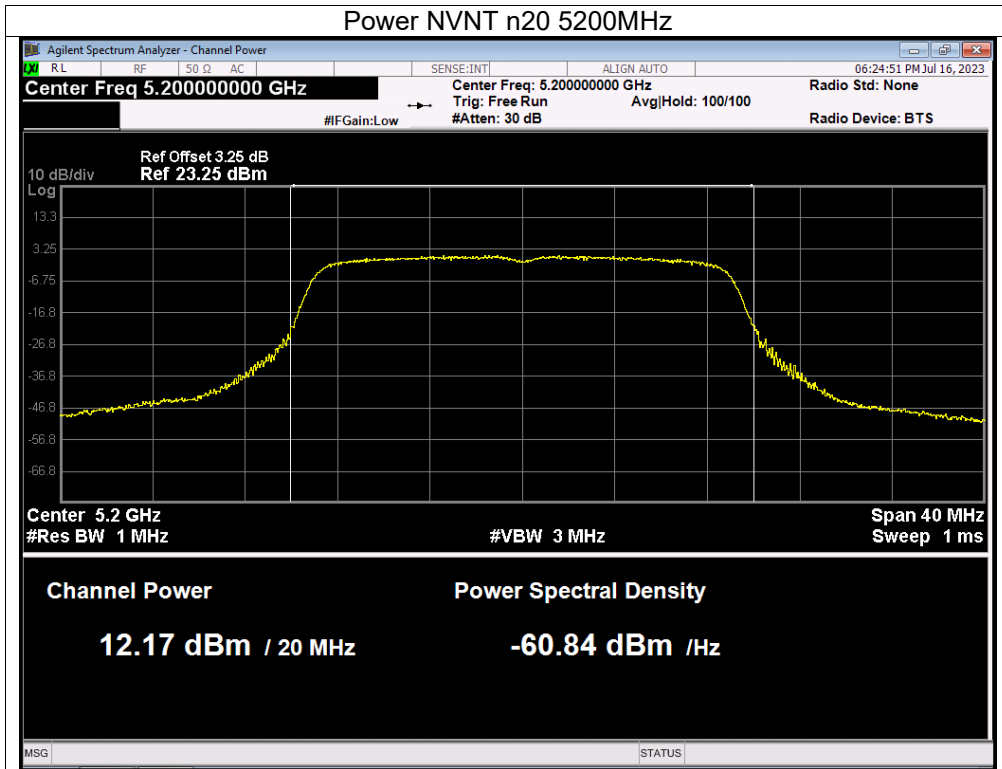 Power NVNT n20 5200MHz
Agilent Spectrum Analyzer - Channel Power
LXI RL RF 50 Ω AC SENSE:INT ALIGN AUTO 06:24:51 PM Jul 16, 2023
Center Freq 5.200000000 GHz Center Freq: 5.200000000 GHz Radio Std: None
Trig: Free Run Avg|Hold: 100/100
#IFGain:Low #Atten: 30 dB Radio Device: BTS
Ref Offset 3.25 dB
10 dB/div Ref 23.25 dBm
Log
13.3
3.25
-6.75
-16.8
-26.8
-36.8
-46.8
-56.8
-66.8
Center 5.2 GHz Span 40 MHz
#Res BW 1 MHz #VBW 3 MHz Sweep 1 ms
Channel Power Power Spectral Density
12.17 dBm / 20 MHz -60.84 dBm /Hz
MSG STATUS